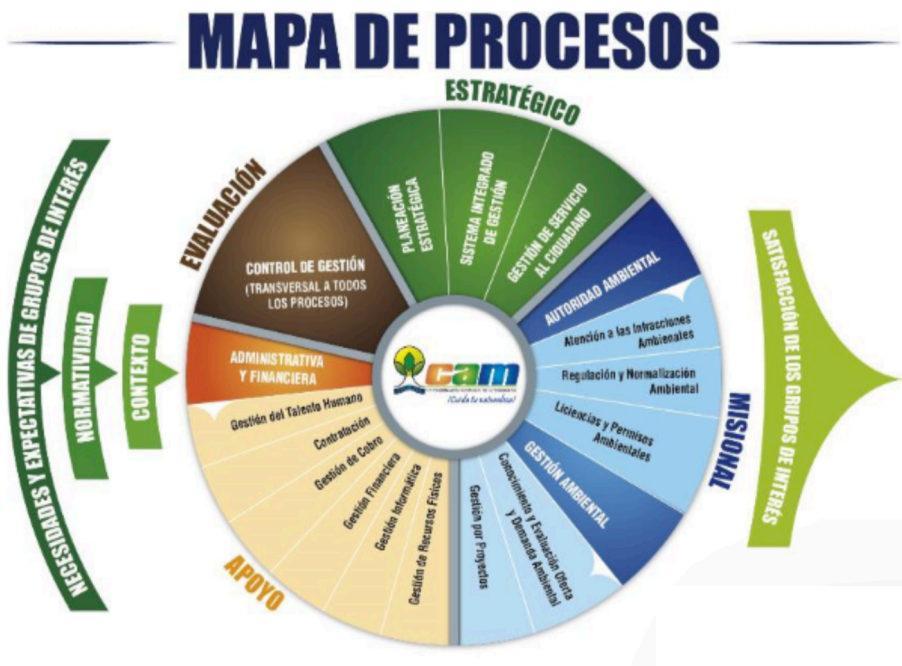 MAPA DE PROCESOS
ESTRATÉGICO
PLANEACIÓN
ESTRATÉGICA
SISTEMA INTEGRADO
DE GESTIÓN
GESTIÓN DE SERVICIO
AL CIDUADANO
EVALUACIÓN
CONTROL DE GESTIÓN
(TRANSVERSAL A TODOS
LOS PROCESOS)
NECESIDADES Y EXPECTATIVAS DE GRUPOS DE INTERÉS
NORMATIVIDAD
CONTEXTO
AUTORIDAD AMBIENTAL
Atención a las Infracciones
Ambienales
Regulación y Normalización
Ambiental
Liciencias y Permisos
Ambientales
MISIONAL
GESTIÓN AMBIENTAL
Conocimiento y Evaluación Oferta
y Demanda Ambiental
Gestión por Proyectos
ADMINISTRATIVA
Y FINANCIERA
Gestión del Talento Humano
Contratación
Gestión de Cobro
Gestión Financiera
Gestión Informática
Gestión de Recursos Físicos
APOYO
cam
¡Cuida tu naturaleza!
SATISFACCIÓN DE LOS GRUPOS DE INTERÉS